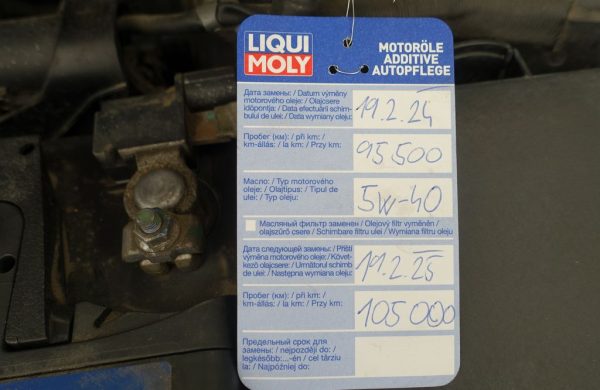 LIQUI
MOLY
MOTORÖLE
ADDITIVE
AUTOPFLEGE
Дата замены: / Datum výměny
motorového oleje: / Olajcsere
időpontja: / Data efectuării schim-
bului de ulei: / Data wymiany oleju:
19.2.24
Пробег (км): / při km: /
km-állás: / la km: / Przy km:
95 500
Масло: / Typ motorového
oleje: / Olajtípus: / Tipul de
ulei: / Typ oleju:
5W-40
Масляный фильтр заменен / Olejový filtr vyměněn /
olajszűrő csere / Schimbare filtru ulei / Wymiana filtru oleju
Дата следующей замены: / Příští
výměna motorového oleje: / Követ-
kező olajcsere: / Următorul schimb
de ulei: / Następna wymiana oleju:
19.2.25
Пробег (км): / při km: /
km-állás: / la km: / Przy km:
105 000
Предельный срок для
замены: / nejpozději do: /
legkésőbb:...-én / cel târziu
la: / Najpóźniej do: